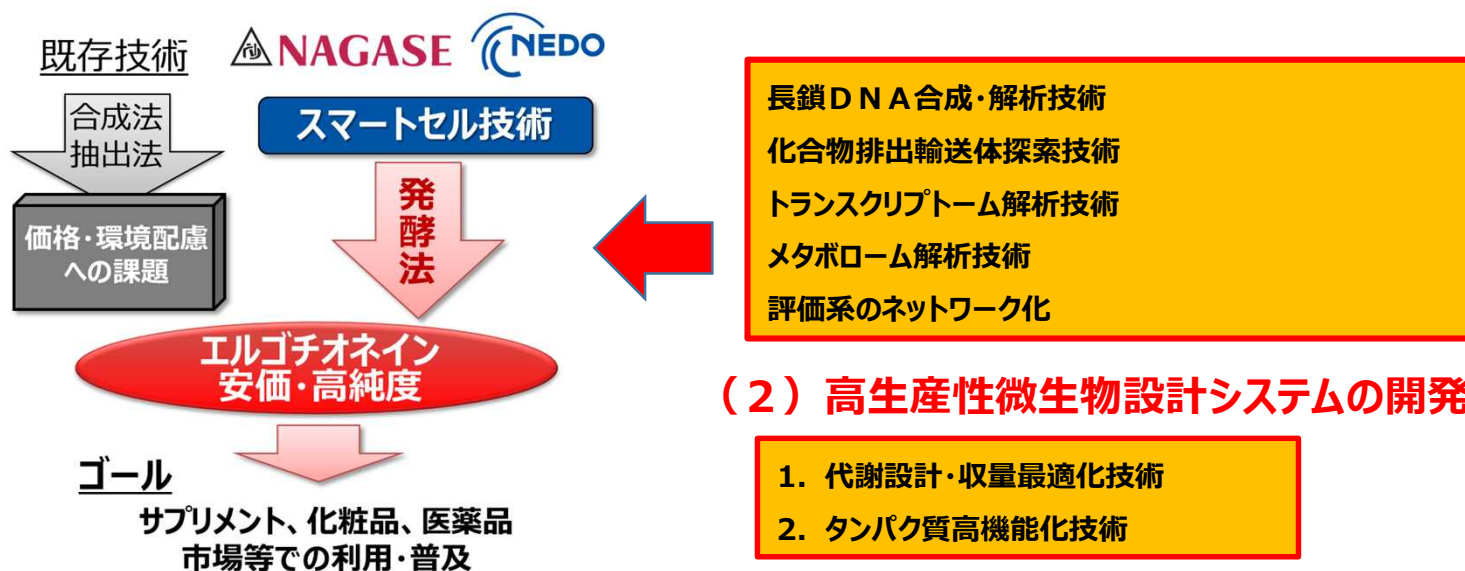 既存技術
NAGASE
NEDO
合成法
抽出法
価格・環境配慮
への課題
スマートセル技術
発酵法
エルゴチオネイン
安価・高純度
ゴール
サプリメント、化粧品、医薬品
市場等での利用・普及
長鎖DNA合成・解析技術
化合物排出輸送体探索技術
トランスクリプトーム解析技術
メタボローム解析技術
評価系のネットワーク化
（2）高生産性微生物設計システムの開発
1. 代謝設計・収量最適化技術
2. タンパク質高機能化技術